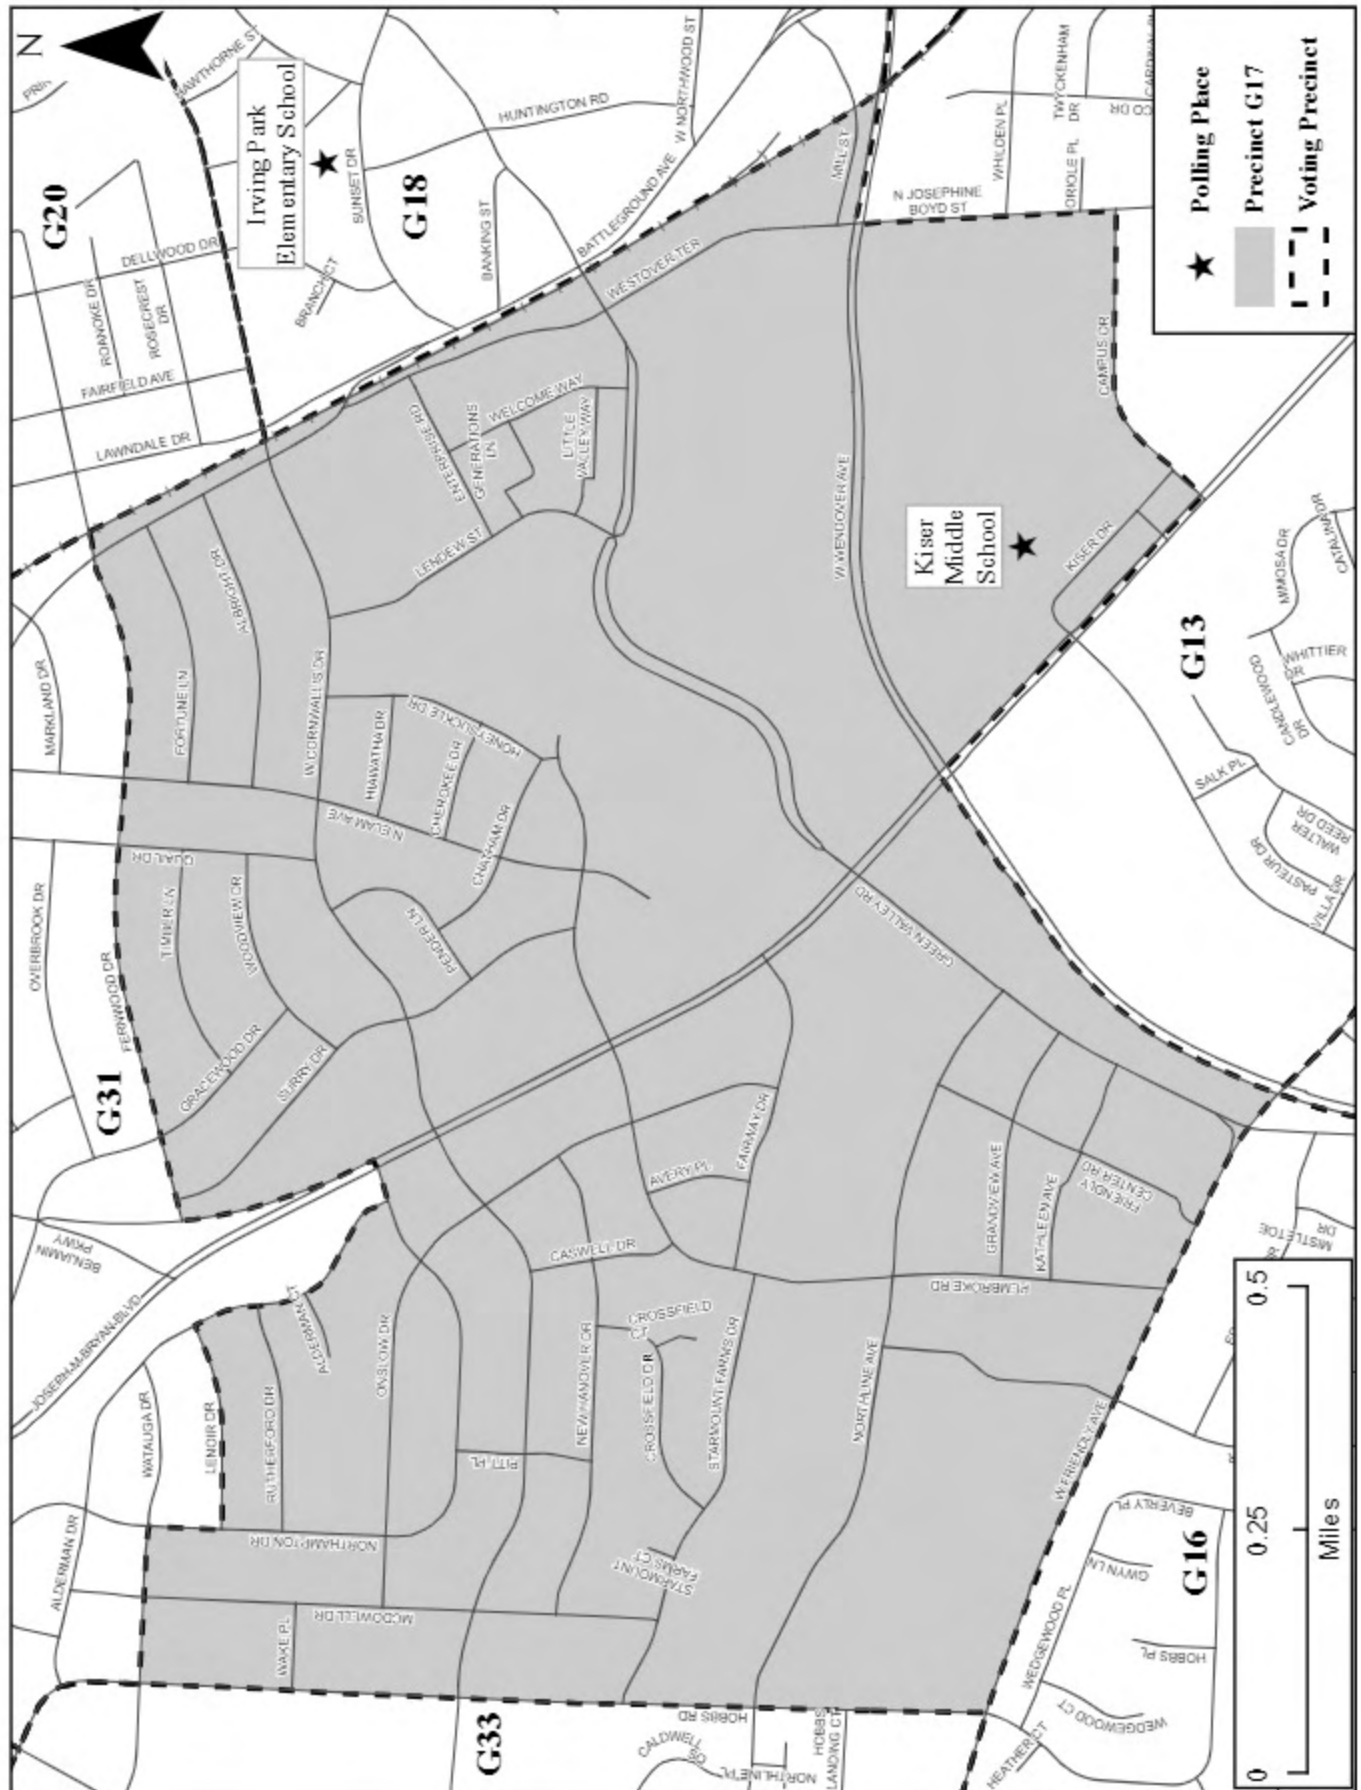 N
HAWTHORNE ST
G20
DELLWOOD DR
ROANOKE DR
ROSECREST
DR
FAIRFIELD AVE
LAWNDALE DR
Irving Park
Elementary School
SUNSET DR
G18
HUNTINGTON RD
W NORTHWOOD ST
BRANCH CT
BANKING ST
BATTLEGROUND AVE
WESTOVER TER
MILL ST
N JOSEPHINE
BOYD ST
WHILDEN PL
TWYCKENHAM
DR
ORIOLE PL
CO DR
Polling Place
Precinct G17
Voting Precinct
MARKLAND DR
FORTUNE LN
ALBRIGHT DR
W CORNWALLIS DR
LENDEW ST
ENTERPRISE RD
GENERATIONS
LN
WELCOME WAY
LITTLE
VALLEY WAY
W WENDOVER AVE
CAMPUS DR
Kiser
Middle
School
KISER DR
HIAWATHA DR
CHEROKEE DR
HONEYSUCKLE DR
CHATHAM DR
N ELAM AVE
G13
MIMOSA DR
CATALINA DR
CANDLEWOOD
DR
WHITTIER
DR
SALK PL
WALTER
REED DR
PASTEUR DR
VILLA DR
OVERBROOK DR
FERNWOOD DR
QUAIL DR
TIMMER LN
WOODVIEW DR
PENDER LN
GRACEWOOD DR
SURRY DR
G31
GREEN VALLEY RD
BENJAMIN
PKWY
JOSEPH-M-BRYAN-BLVD
AVERY PL
FAIRWAY DR
GRANDVIEW AVE
KATHLEEN AVE
FRIENDLY
CENTER RD
MISTLETOE
DR
CASWELL DR
PEMBROKE RD
ALDERMAN CT
ONSLOW DR
NEW HANOVER DR
CROSSFIELD
CT
CROSSFIELD DR
STARMOUNT FARMS DR
NORTHLINE AVE
W FRIENDLY AVE
WATAUGA DR
LENOIR DR
RUTHERFORD DR
PITT PL
NORTHAMPTON DR
ALDERMAN DR
STARMOUNT
FARMS CT
MCDOWELL DR
WAKE PL
BEVERLY PL
GWYN LN
G16
WEDGEWOOD PL
HOBBS PL
WEDGEWOOD CT
HEATHER CT
G33
HOBBS RD
CALDWELL
SQ
NORTHLINE PL
HOBBS
LANDING CT
0
0.25
0.5
Miles